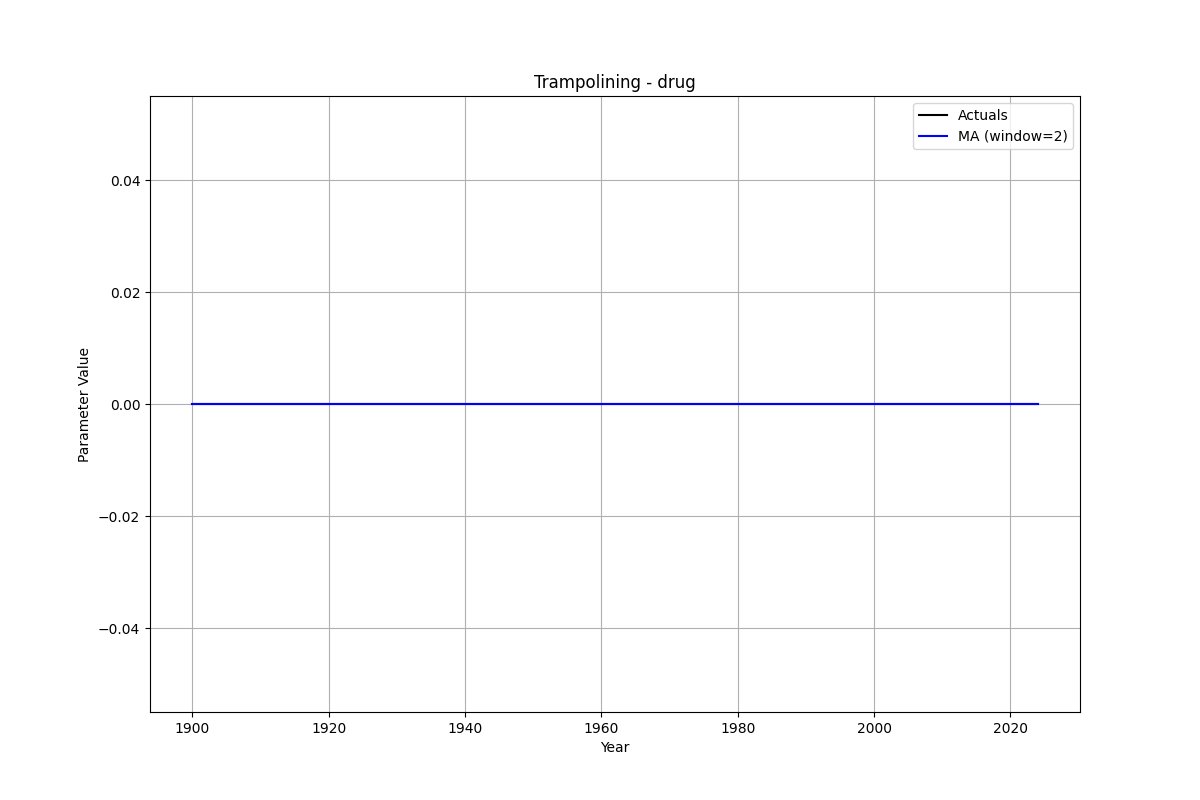 Trampolining - drug
Actuals
MA (window=2)
0.04
0.02
0.00
−0.02
−0.04
Parameter Value
1900 1920 1940 1960 1980 2000 2020
Year